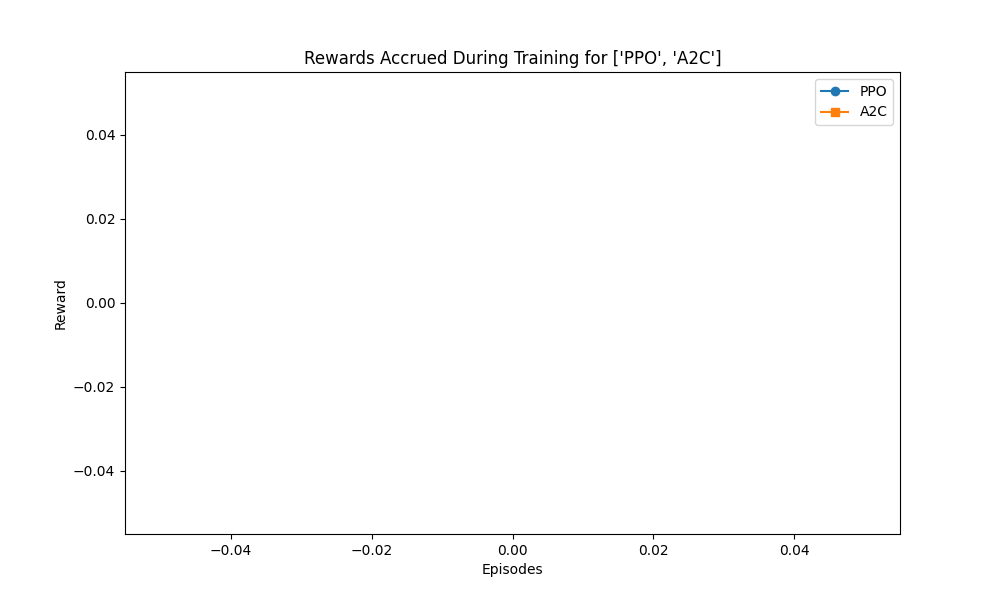 Rewards Accrued During Training for ['PPO', 'A2C']
PPO
A2C
0.04
0.02
0.00
−0.02
−0.04
Reward
−0.04
−0.02
0.00
0.02
0.04
Episodes